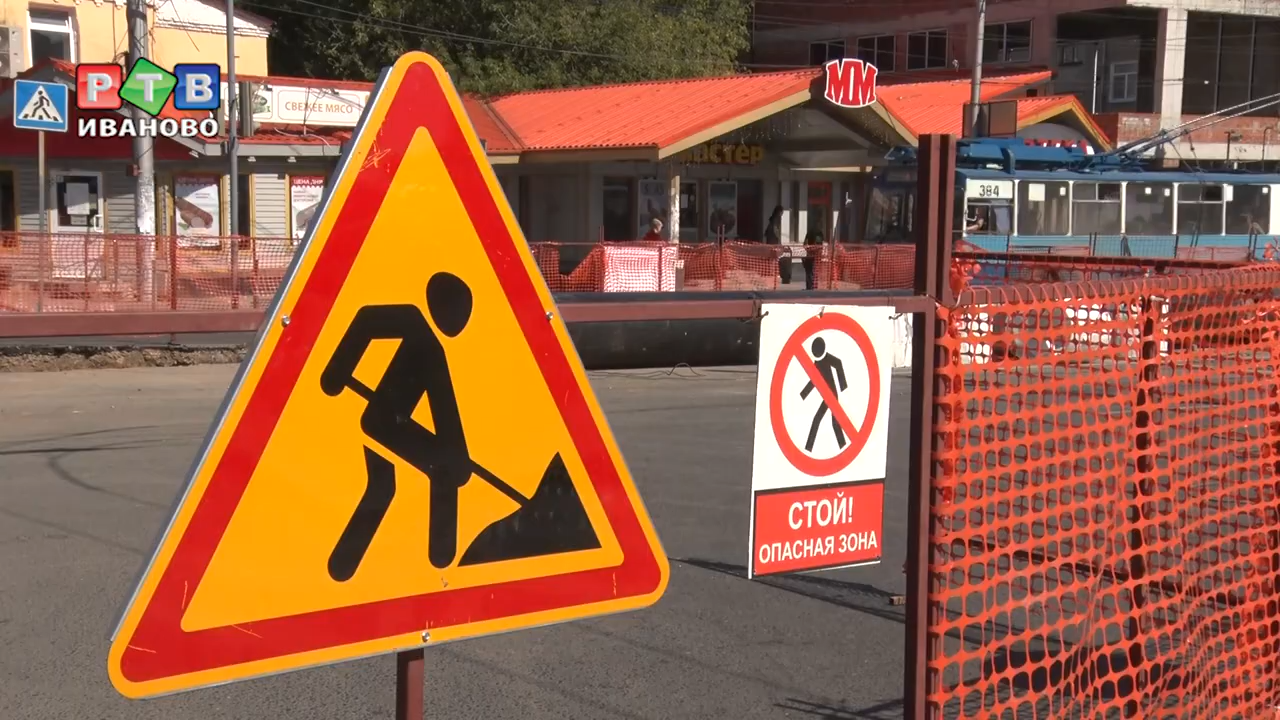 РТВ
ИВАНОВО
СВЕЖЕЕ МЯСО
ММ
384
СТОЙ!
ОПАСНАЯ ЗОНА